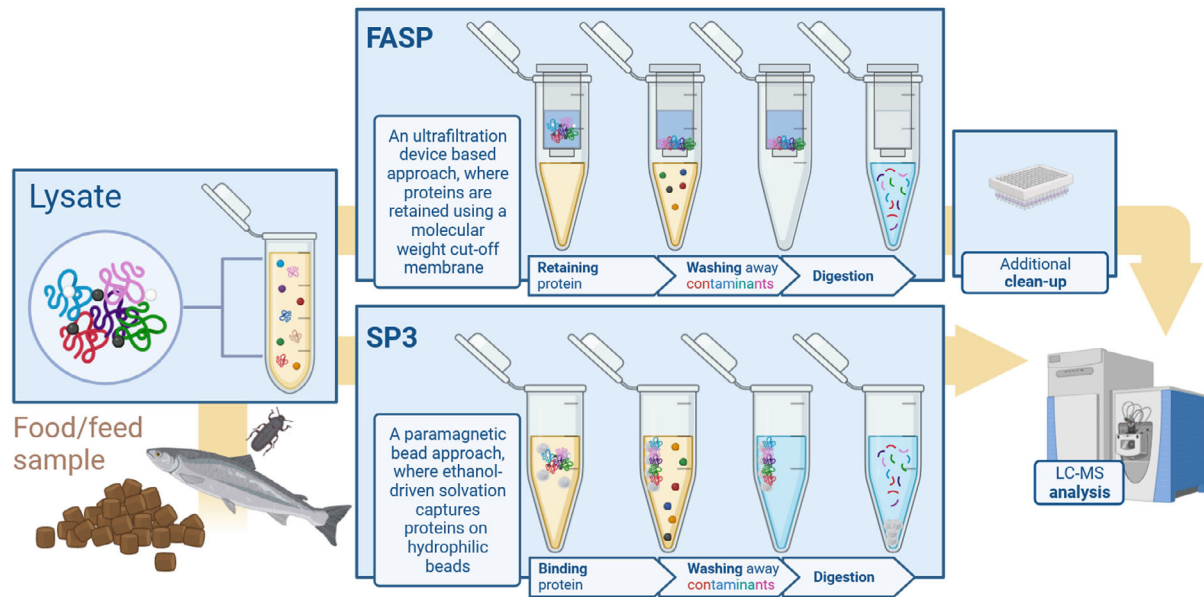 Lysate
Food/feed
sample
FASP
An ultrafiltration
device based
approach, where
proteins are
retained using a
molecular
weight cut-off
membrane
Retaining
protein
Washing away
contaminants
Digestion
Additional
clean-up
SP3
A paramagnetic
bead approach,
where ethanol-
driven solvation
captures
proteins on
hydrophilic
beads
Binding
protein
Washing away
contaminants
Digestion
LC-MS
analysis